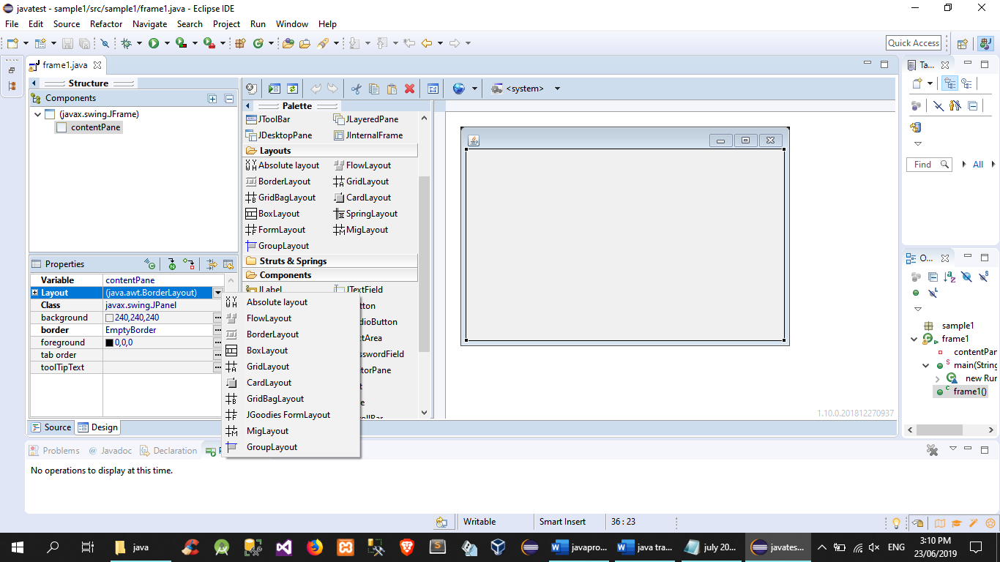 javatest - sample1/src/sample1/frame1.java - Eclipse IDE
File Edit Source Refactor Navigate Search Project Run Window Help
Quick Access
frame1.java
Structure
Components
(javax.swing.JFrame)
contentPane
Properties
Variable contentPane
Layout (java.awt.BorderLayout)
Class javax.swing.JPanel
background 240,240,240
border EmptyBorder
foreground 0,0,0
tab order
toolTipText
Source Design
<system>
Palette
JToolBar JLayeredPane
JDesktopPane JInternalFrame
Layouts
Absolute layout FlowLayout
BorderLayout GridLayout
GridBagLayout CardLayout
BoxLayout SpringLayout
FormLayout MigLayout
GroupLayout
Struts & Springs
Components
JLabel JTextField
tton
dioButton
tArea
sswordField
torPane
Absolute layout
FlowLayout
BorderLayout
BoxLayout
GridLayout
CardLayout
GridBagLayout
JGoodies FormLayout
MigLayout
GroupLayout
1.10.0.201812270937
Ta...
Find All
O...
sample1
frame1
contentPar
main(String
new Rur
frame1()
Problems @ Javadoc Declaration
No operations to display at this time.
Writable Smart Insert 36 : 23
java javapro... java tra... july 20... javates... ENG 3:10 PM
23/06/2019